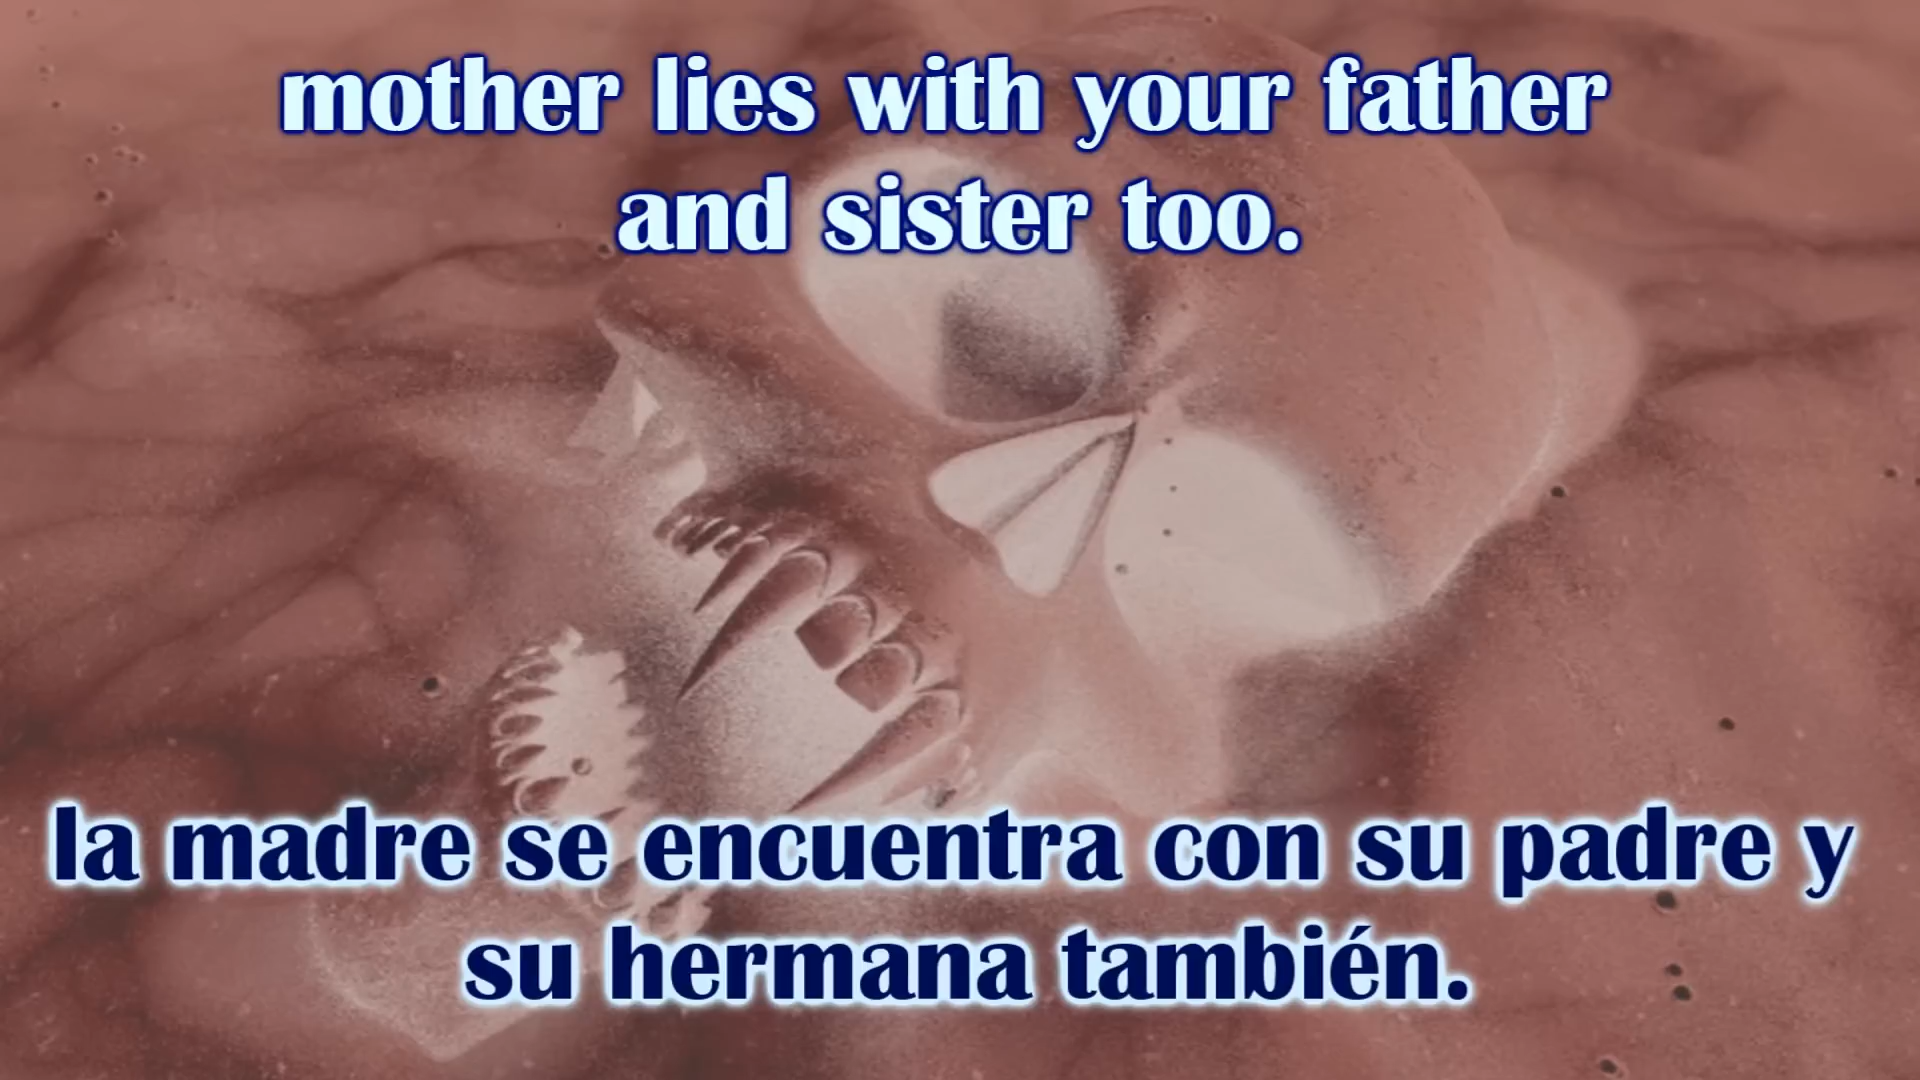 mother lies with your father
and sister too.
la madre se encuentra con su padre y
su hermana también.